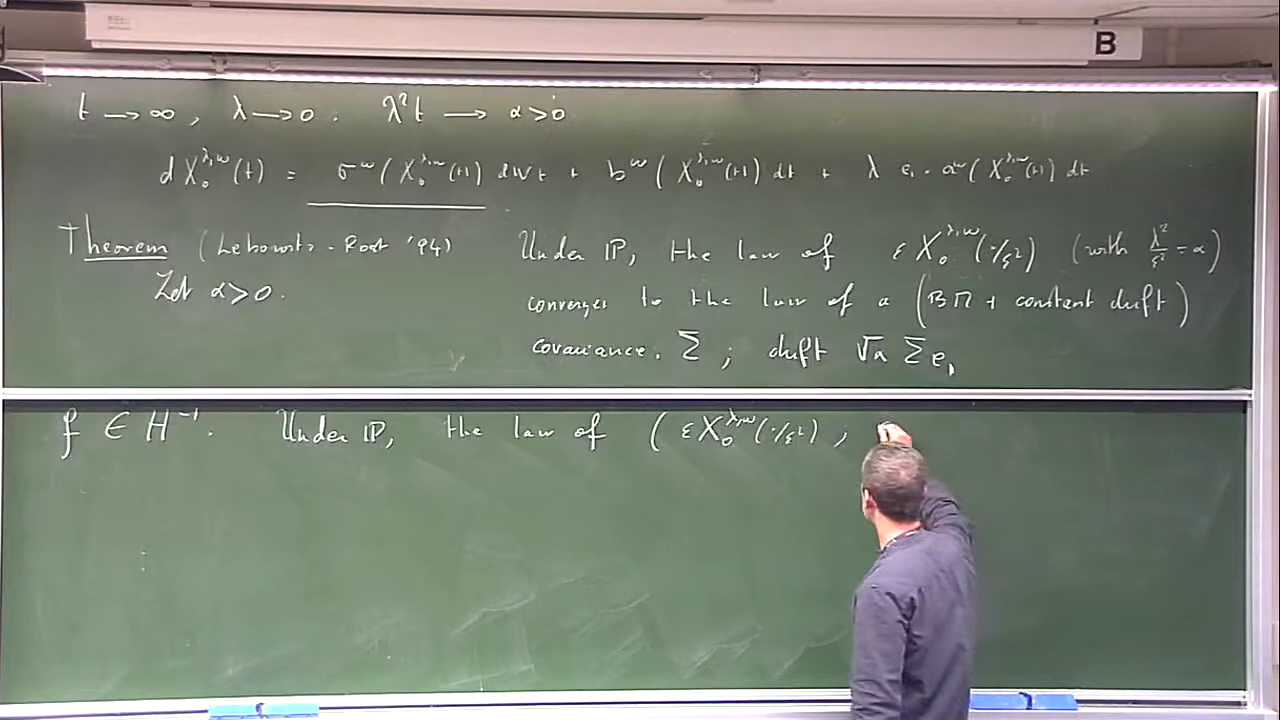 B
t → ∞, λ → 0. λ²t → α > 0
dX₀^{λ,ω}(t) = σ^ω(X₀^{λ,ω}(t)) dWt + b^ω(X₀^{λ,ω}(t)) dt + λ e₁ · a^ω(X₀^{λ,ω}(t)) dt
Theorem (Lebowitz - Rost '94) Under ℙ, the law of εX₀^{λ,ω}(·/ε²) (with λ²/ε² = α)
Let α > 0. converges to the law of a (BM + constant drift)
covariance. Σ ; drift √α Σ e₁
f ∈ H⁻¹. Under ℙ, the law of (εX₀^{λ,ω}(·/ε²) ;